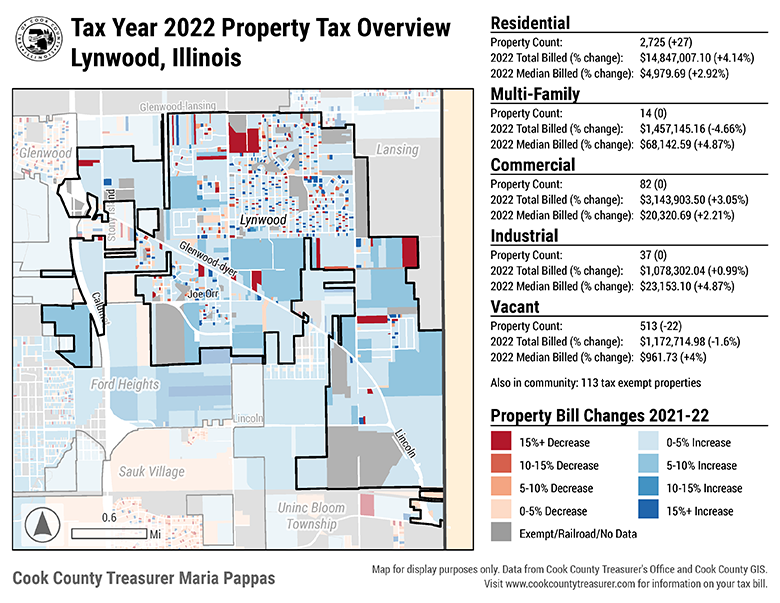 Tax Year 2022 Property Tax Overview
Lynwood, Illinois
Residential
Property Count: 2,725 (+27)
2022 Total Billed (% change): $14,847,007.10 (+4.14%)
2022 Median Billed (% change): $4,979.69 (+2.92%)
Multi-Family
Property Count: 14 (0)
2022 Total Billed (% change): $1,457,145.16 (-4.66%)
2022 Median Billed (% change): $68,142.59 (+4.87%)
Commercial
Property Count: 82 (0)
2022 Total Billed (% change): $3,143,903.50 (+3.05%)
2022 Median Billed (% change): $20,320.69 (+2.21%)
Industrial
Property Count: 37 (0)
2022 Total Billed (% change): $1,078,302.04 (+0.99%)
2022 Median Billed (% change): $23,153.10 (+4.87%)
Vacant
Property Count: 513 (-22)
2022 Total Billed (% change): $1,172,714.98 (-1.6%)
2022 Median Billed (% change): $961.73 (+4%)
Also in community: 113 tax exempt properties
Property Bill Changes 2021-22
15%+ Decrease
10-15% Decrease
5-10% Decrease
0-5% Decrease
Exempt/Railroad/No Data
0-5% Increase
5-10% Increase
10-15% Increase
15%+ Increase
Glenwood-lansing
Glenwood
Lansing
Stony Island
Lynwood
Glenwood-dyer
Joe Orr
Calumet
Ford Heights
Lincoln
Lincoln
Sauk Village
Uninc Bloom
Township
0.6
Mi
Cook County Treasurer Maria Pappas
Map for display purposes only. Data from Cook County Treasurer's Office and Cook County GIS.
Visit www.cookcountytreasurer.com for information on your tax bill.